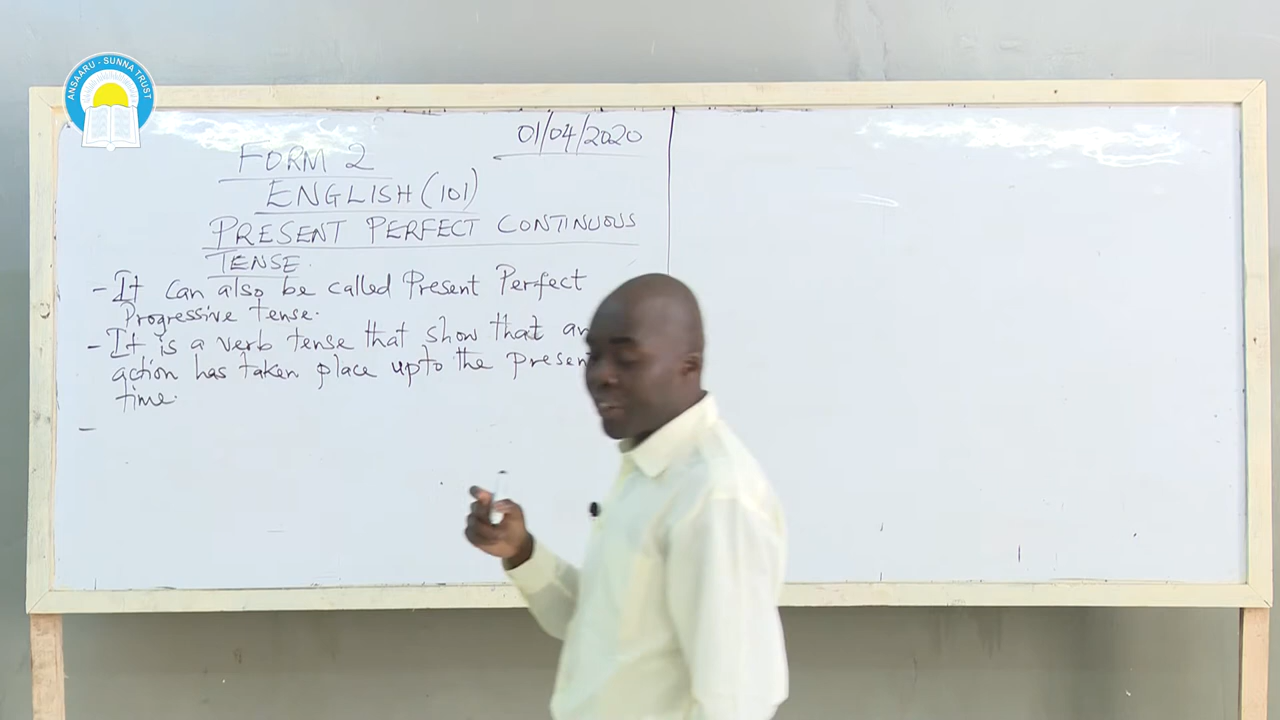 ANSAARU - SUNNA TRUST
01/04/2020
FORM 2
ENGLISH (101)
PRESENT PERFECT CONTINUOUS
TENSE.
- It can also be called Present Perfect
Progressive tense.
- It is a verb tense that show that an
action has taken place upto the presen
time.
-